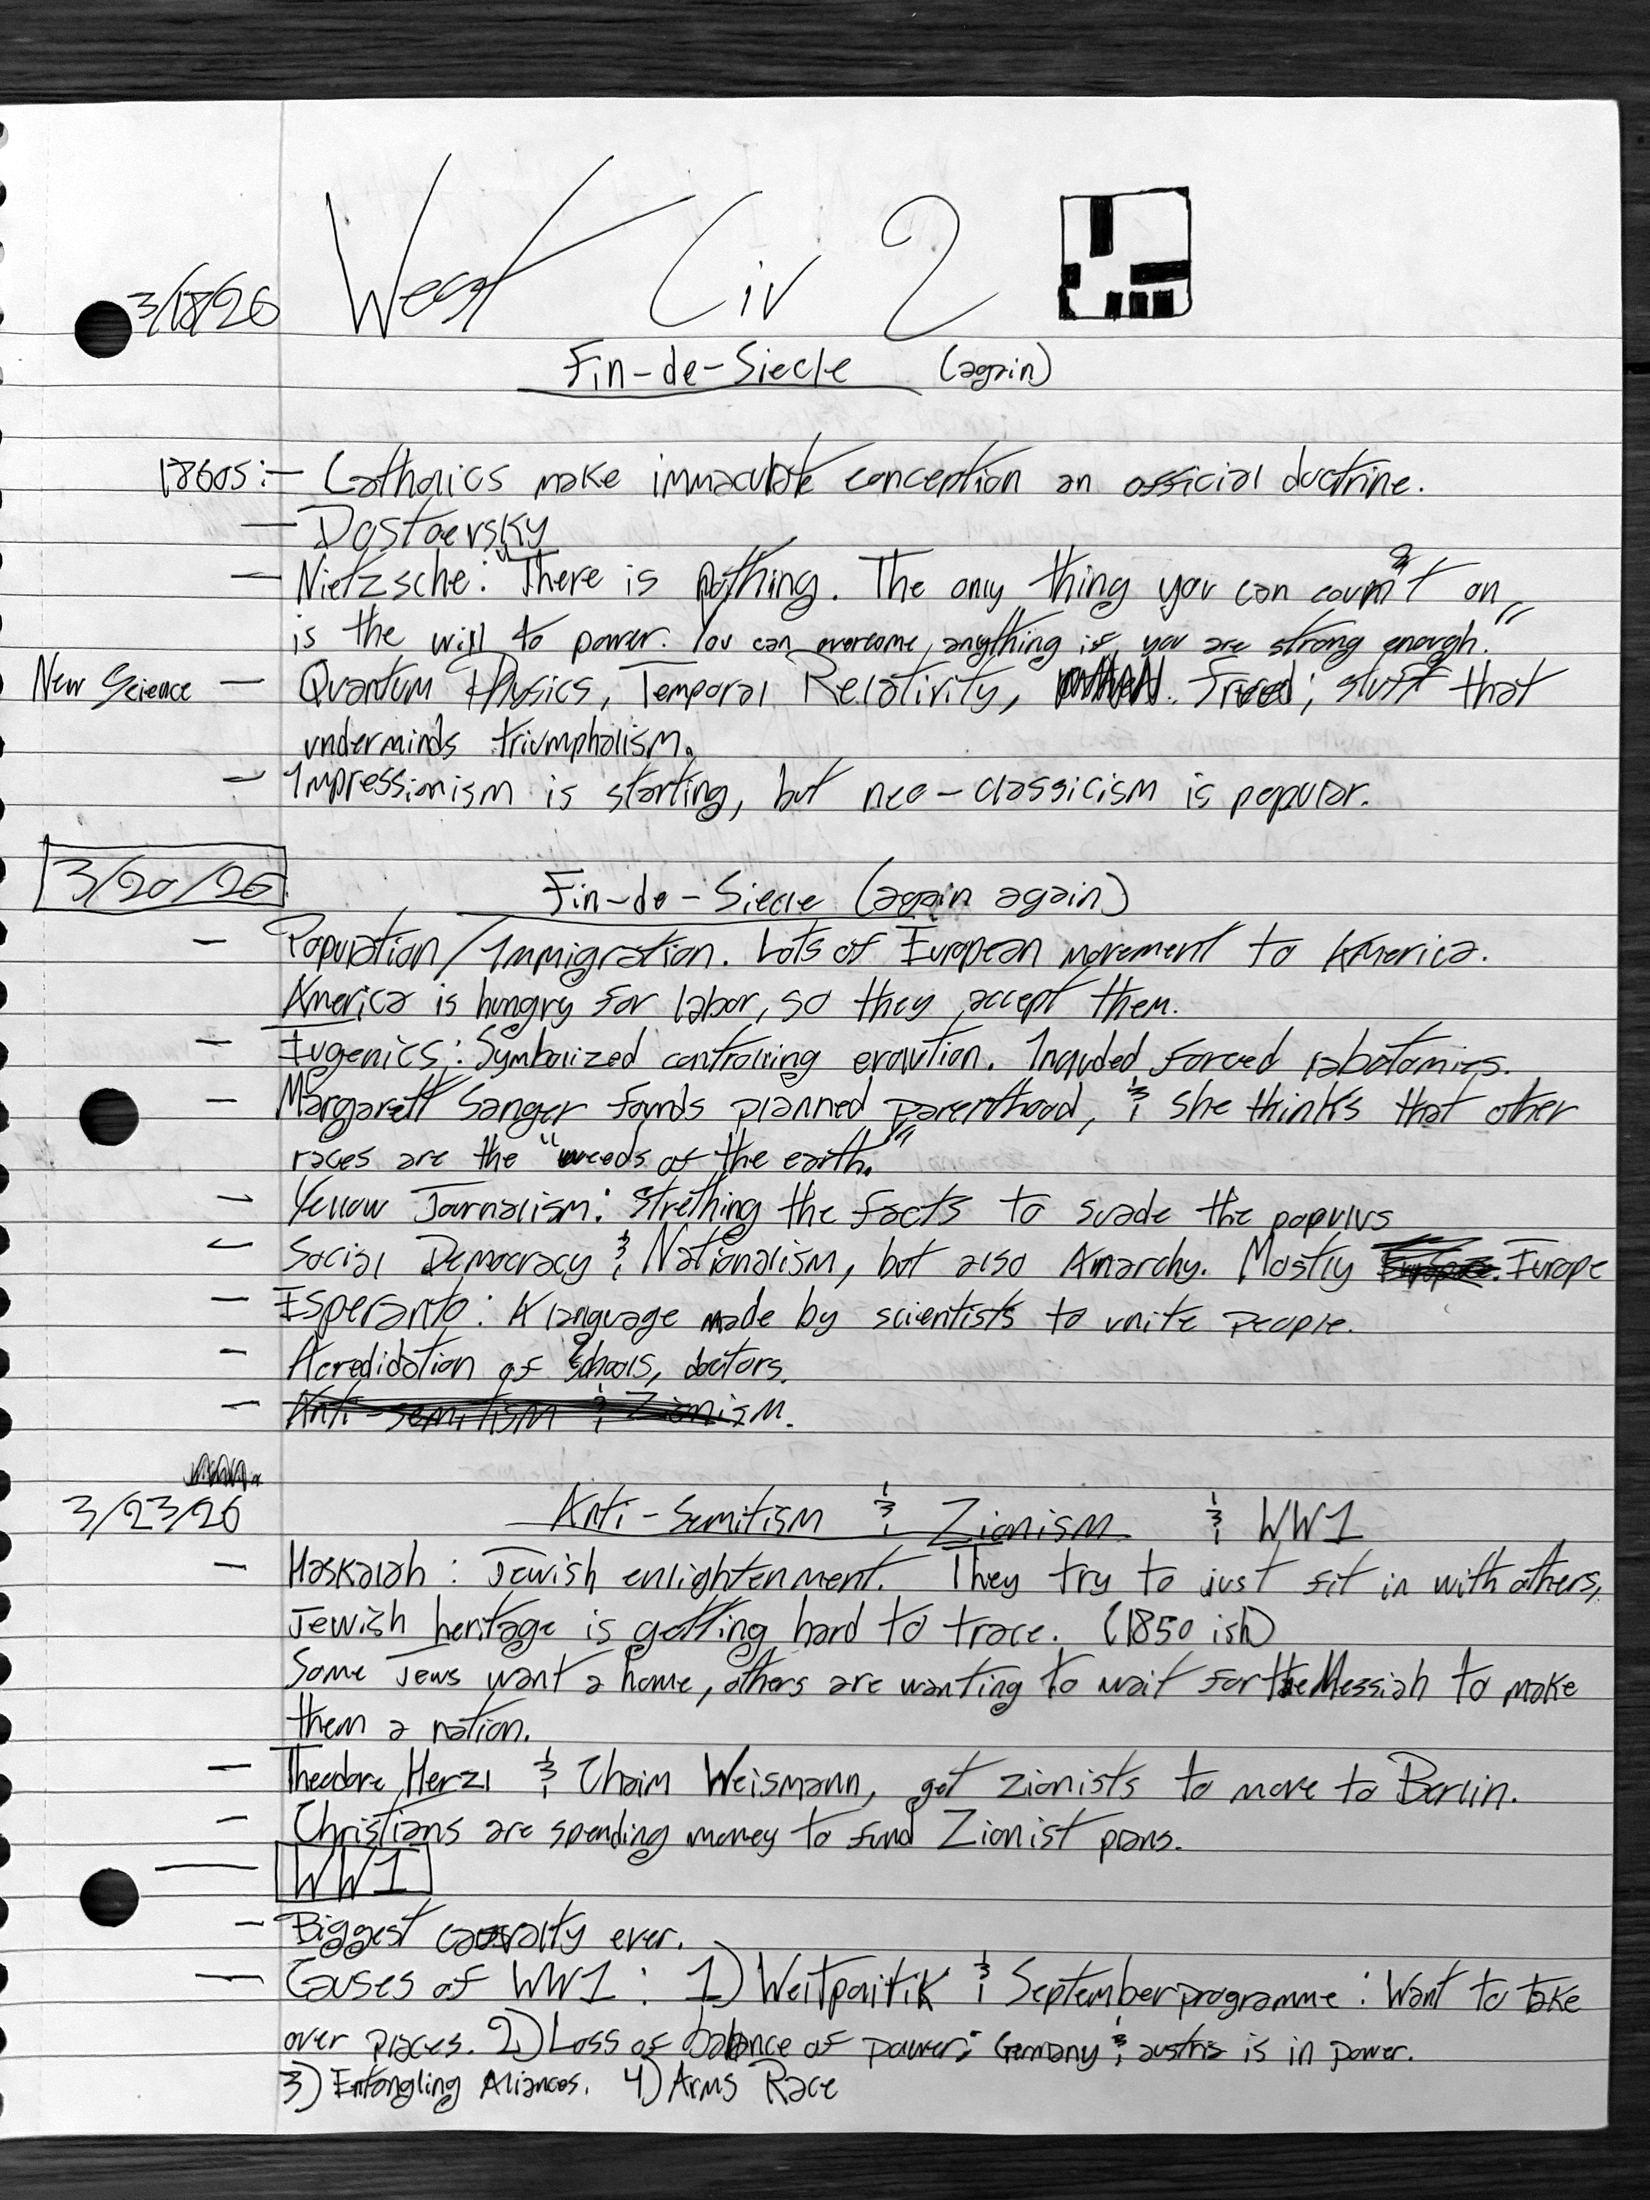 West Civ 2
3/18/26
Fin-de-Siecle (again)
1860s: - Catholics make immaculate conception an official doctrine.
- Dostoevsky
- Nietzsche: "There is nothing. The only thing you can count on
is the will to power. You can overcome anything if you are strong enough."
New Science - Quantum Physics, Temporal Relativity, Freud; stuff that
underminds triumphalism.
- Impressionism is starting, but neo-classicism is popular.
3/20/26 Fin-de-Siecle (again again)
- Population/Immigration. Lots of European movement to America.
America is hungry for labor, so they accept them.
- Eugenics: Symbolized controlling evolution. Included forced labotomies.
- Margarett Sanger founds planned parenthood, & she thinks that other
races are the "weeds of the earth."
- Yellow Journalism: Strething the facts to suade the populus
- Social Democracy & Nationalism, but also Anarchy. Mostly Europe
- Esperanto: A language made by scientists to unite people.
- Acredidation of schools, doctors.
- Anti-semitism & Zionism.
3/23/26 Anti-Semitism & Zionism & WW1
- Haskalah: Jewish enlightenment. They try to just fit in with others,
Jewish heritage is getting hard to trace. (1850 ish)
Some Jews want a home, others are wanting to wait for the Messiah to make
them a nation.
- Theodore Herzl & Chaim Weismann, get zionists to move to Berlin.
- Christians are spending money to fund Zionist plans.
- WW1
- Biggest casualty ever.
- Causes of WW1: 1) Weltpolitik & Septemberprogramme: Want to take
over places. 2) Loss of balance of power; Germany & austria is in power.
3) Entangling Aliances. 4) Arms Race